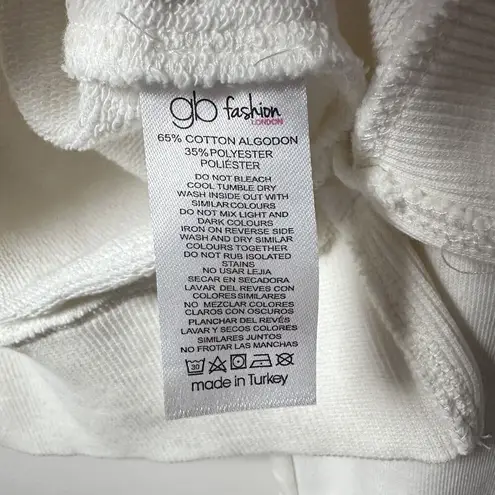 gb fashion
LONDON
65% COTTON ALGODON
35%POLYESTER
POLIÉSTER
DO NOT BLEACH
COOL TUMBLE DRY
WASH INSIDE OUT WITH
SIMILAR COLOURS
DO NOT MIX LIGHT AND
DARK COLOURS
IRON ON REVERSE SIDE
WASH AND DRY SIMILAR
COLOURS TOGETHER
DO NOT RUB ISOLATED
STAINS
NO USAR LEJIA
SECAR EN SECADORA
LAVAR DEL REVES CON
COLORES SIMILARES
NO MEZCLAR COLORES
CLAROS CON OSCUROS
PLANCHAR DEL REVÉS
LAVAR Y SECOS COLORES
SIMILARES JUNTOS
NO FROTAR LAS MANCHAS
30
made in Turkey